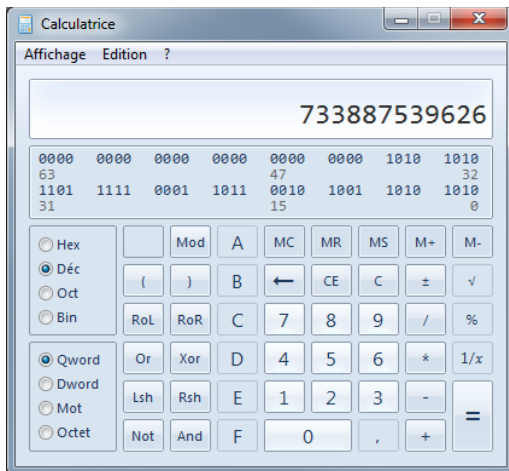 Calculatrice
Affichage Edition ?
733887539626
0000 0000 0000 0000 0000 0000 1010 1010
63 47 32
1101 1111 0001 1011 0010 1001 1010 1010
31 15 0
Hex Mod A MC MR MS M+ M-
Déc ( ) B ← CE C ± √
Oct
Bin RoL RoR C 7 8 9 / %
Qword Or Xor D 4 5 6 * 1/x
Dword Lsh Rsh E 1 2 3 - =
Mot
Octet Not And F 0 , +